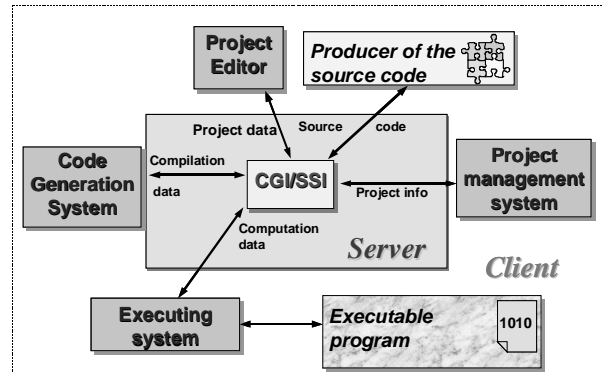 Project
Editor
Producer of the
source code
Project data
Source code
Code
Generation
System
Compilation
data
CGI/SSI
Project info
Project
management
system
Computation
data
Server
Client
Executing
system
Executable
program
1010